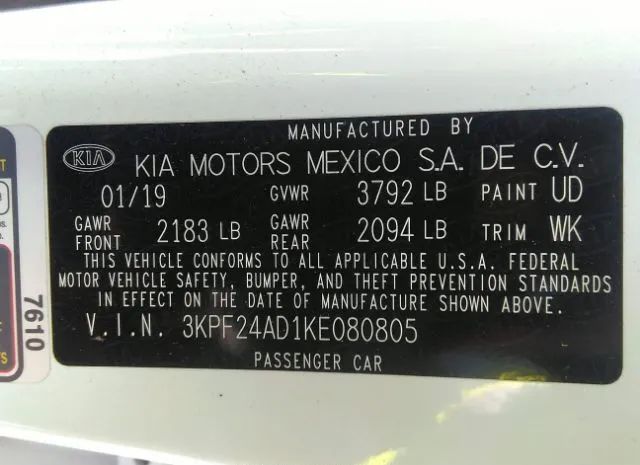 MANUFACTURED BY
KIA KIA MOTORS MEXICO S.A. DE C.V.
01/19 GVWR 3792 LB PAINT UD
GAWR FRONT 2183 LB GAWR REAR 2094 LB TRIM WK
THIS VEHICLE CONFORMS TO ALL APPLICABLE U.S.A. FEDERAL
MOTOR VEHICLE SAFETY, BUMPER, AND THEFT PREVENTION STANDARDS
IN EFFECT ON THE DATE OF MANUFACTURE SHOWN ABOVE.
V.I.N. 3KPF24AD1KE080805
PASSENGER CAR
7610